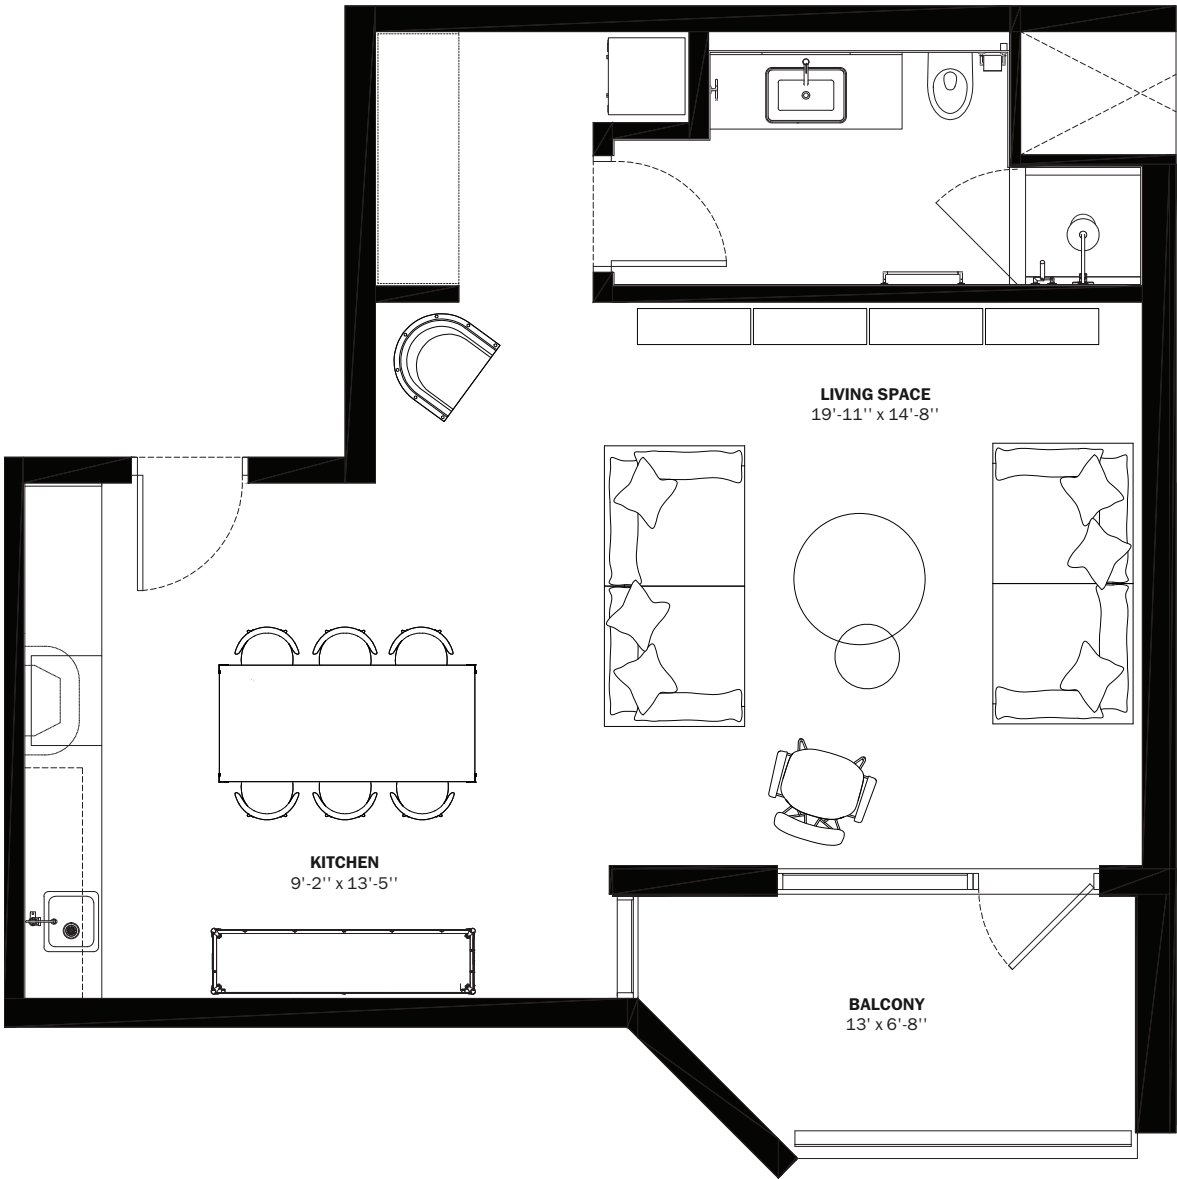 LIVING SPACE
19'-11'' x 14'-8''
KITCHEN
9'-2'' x 13'-5''
BALCONY
13' x 6'-8''